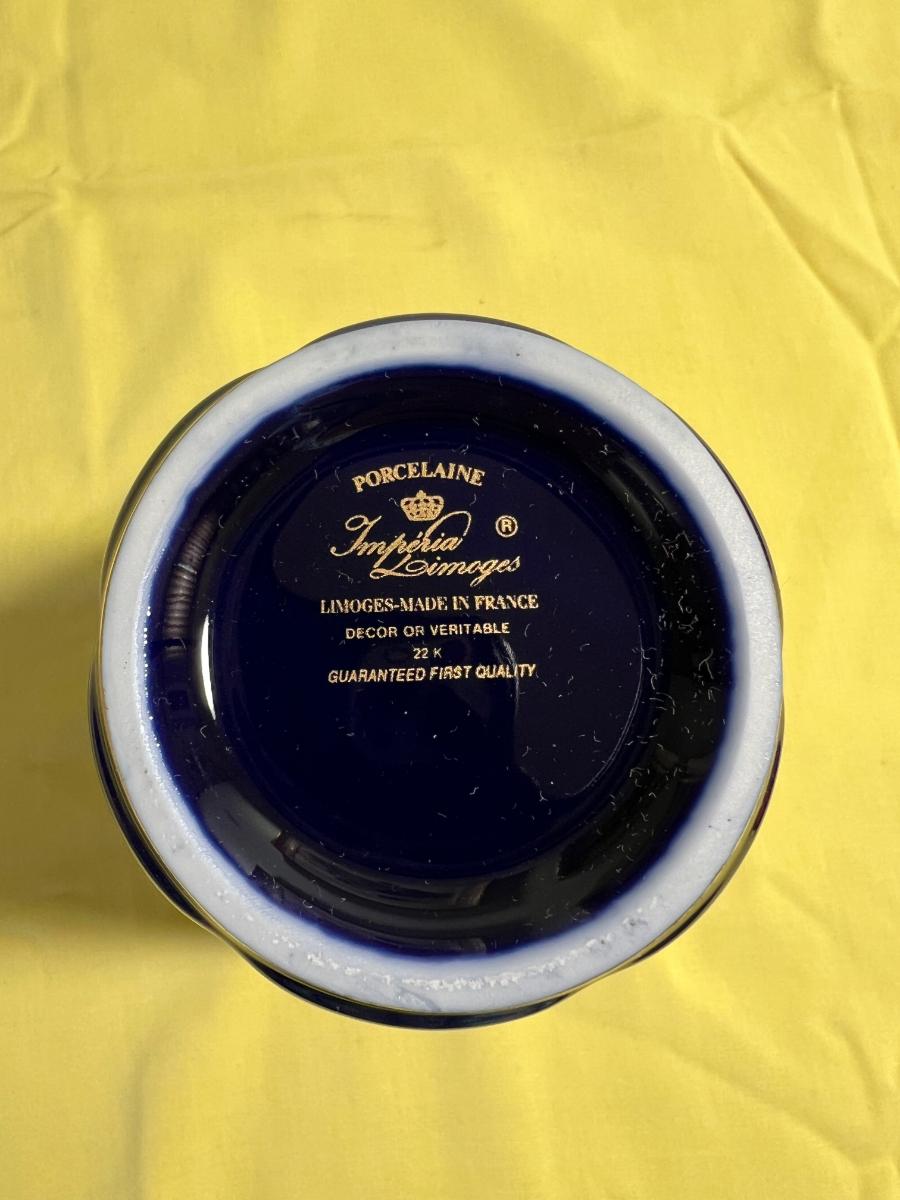 PORCELAINE
Impéria ®
Limoges
LIMOGES-MADE IN FRANCE
DECOR OR VERITABLE
22 K
GUARANTEED FIRST QUALITY